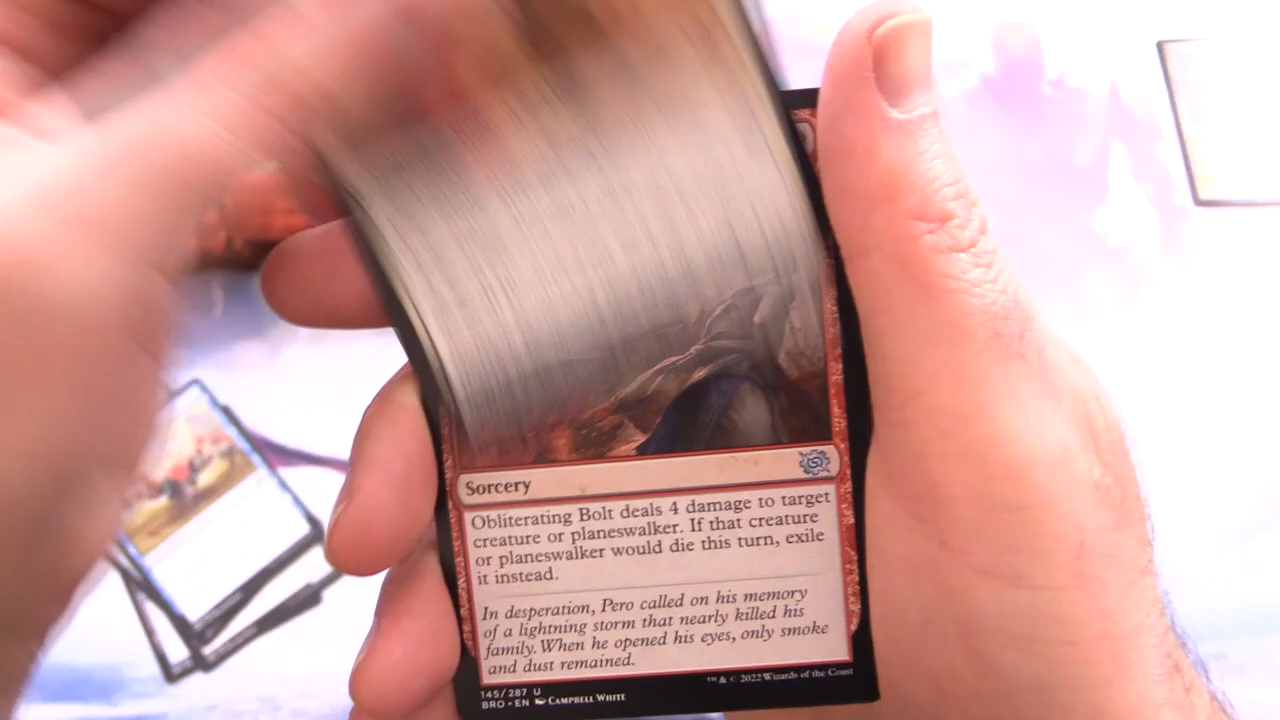 Sorcery
Obliterating Bolt deals 4 damage to target
creature or planeswalker. If that creature
or planeswalker would die this turn, exile
it instead.
In desperation, Pero called on his memory
of a lightning storm that nearly killed his
family. When he opened his eyes, only smoke
and dust remained.
145/287 U
BRO • EN CAMPBELL WHITE
™ & © 2022 Wizards of the Coast